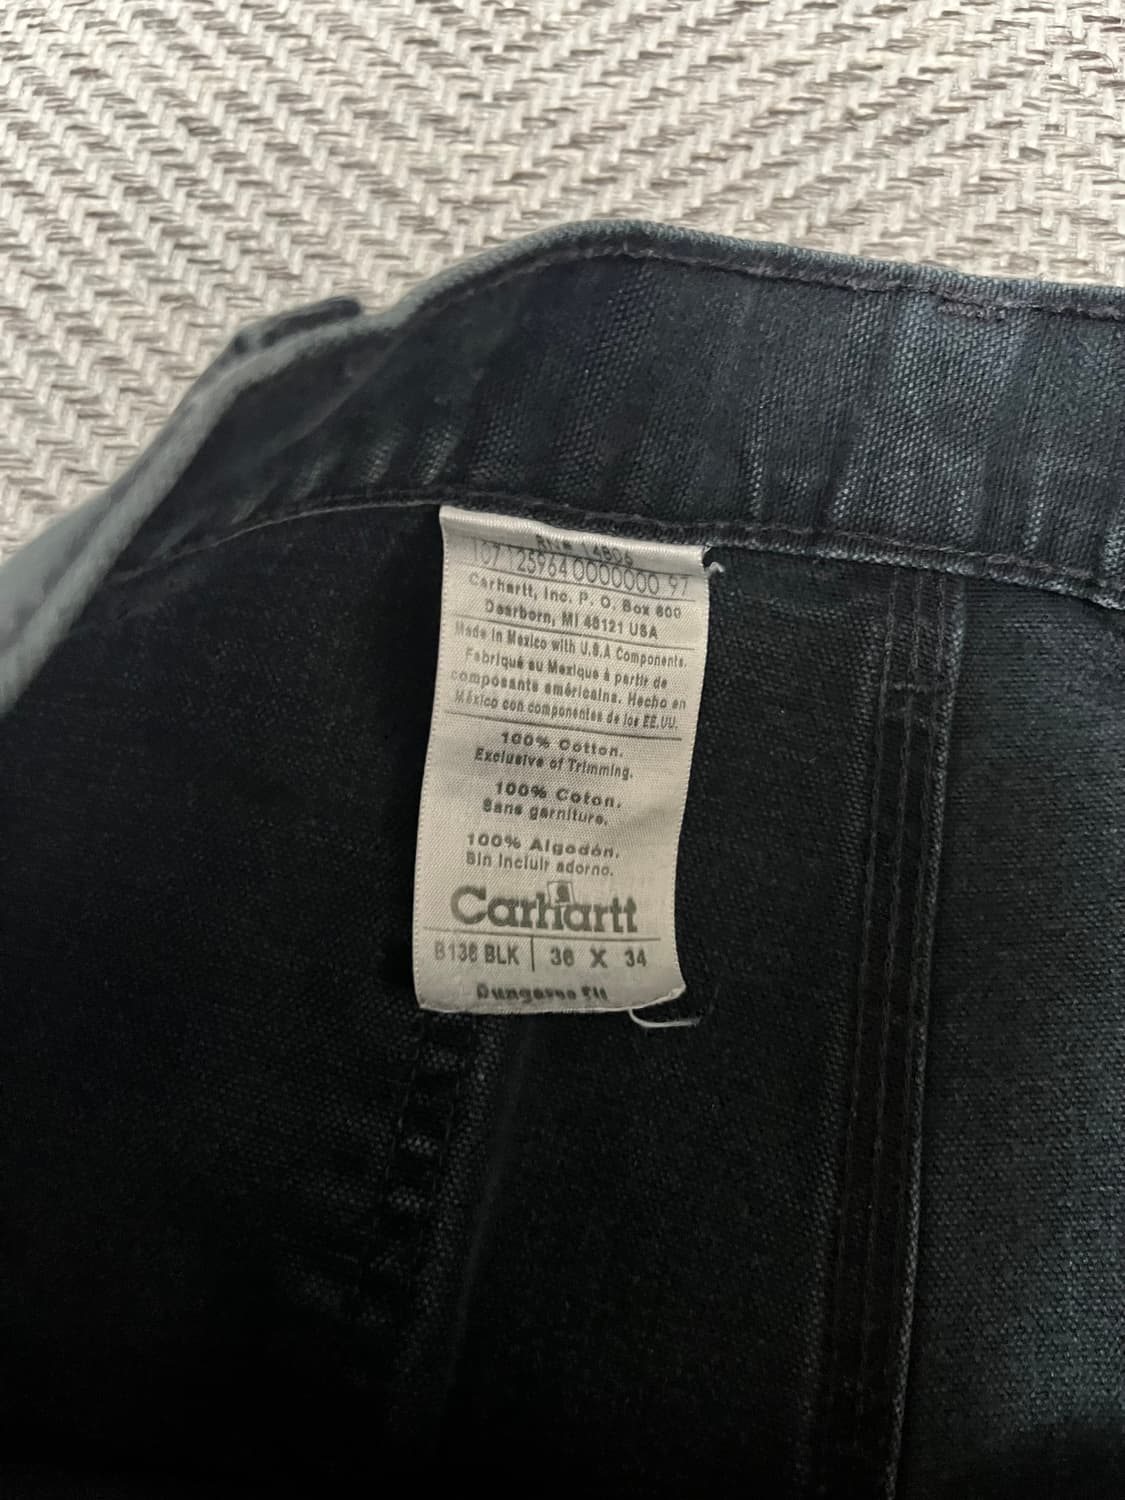 RN# 14806
107 125964 0000000 97
Carhartt, Inc. P. O. Box 600
Dearborn, MI 48121 USA
Made in Mexico with U.S.A Components.
Fabriqué au Mexique à partir de
composants américains. Hecho en
México con componentes de los EE.UU.
100% Cotton.
Exclusive of Trimming.
100% Coton.
Sans garniture.
100% Algodón.
Sin Incluir adorno.
Carhartt
BLK X 34
Dungaree Fit